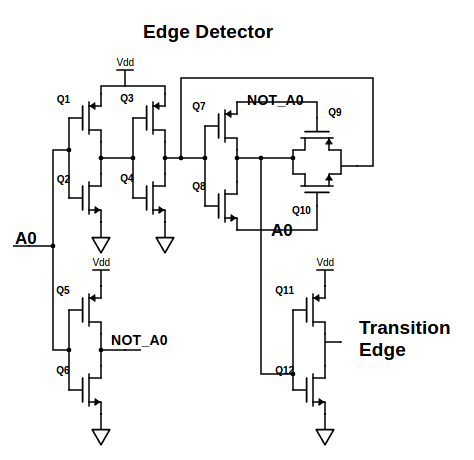 Edge Detector
Vdd
Q1
Q3
Q7
NOT_A0
Q9
Q2
Q4
Q8
Q10
A0
A0
Vdd
Vdd
Q5
Q11
NOT_A0
Transition
Edge
Q6
Q12